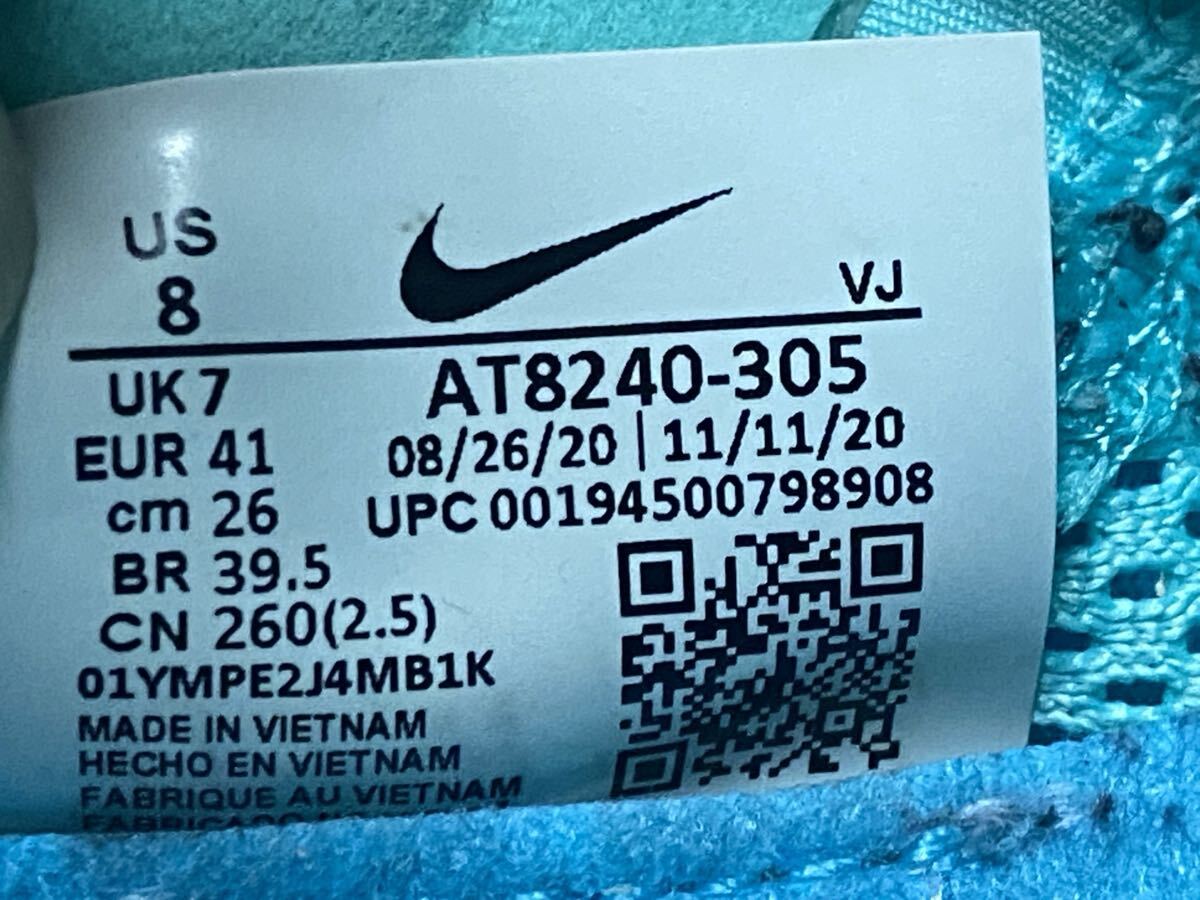 US
8
VJ
UK 7
AT8240-305
EUR 41
08/26/20 | 11/11/20
cm 26
UPC 00194500798908
BR 39.5
CN 260(2.5)
01YMPE2J4MB1K
MADE IN VIETNAM
HECHO EN VIETNAM
FABRIQUE AU VIETNAM